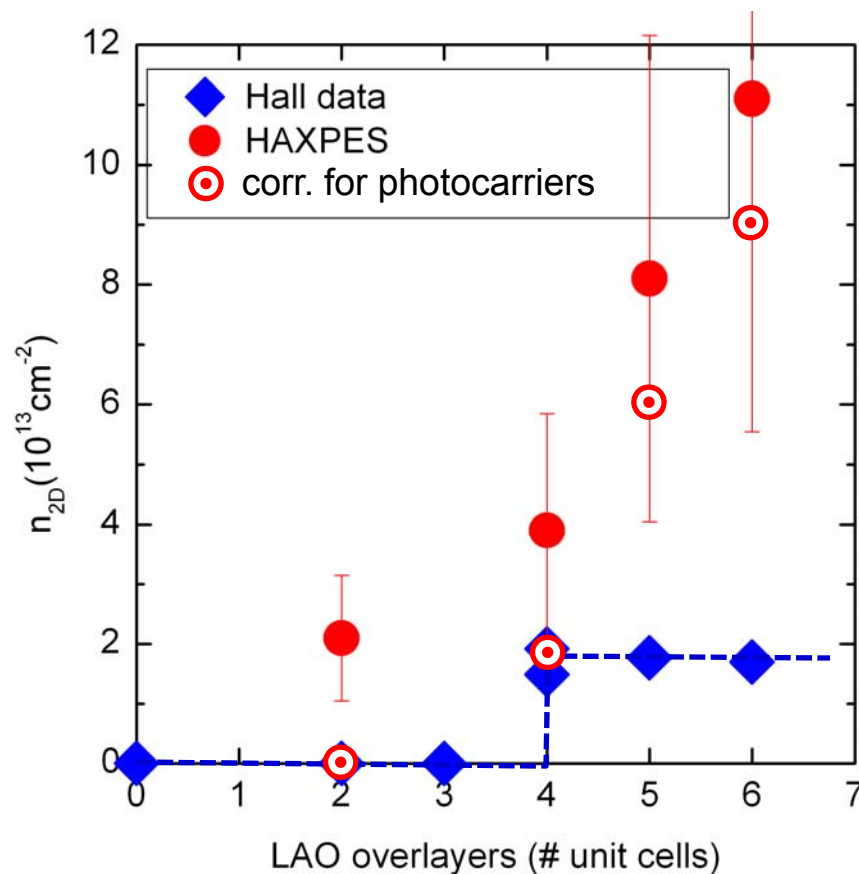 12
Hall data
HAXPES
corr. for photocarriers
10
8
6
4
2
0
n2D(10^13cm^-2)
0 1 2 3 4 5 6 7
LAO overlayers (# unit cells)